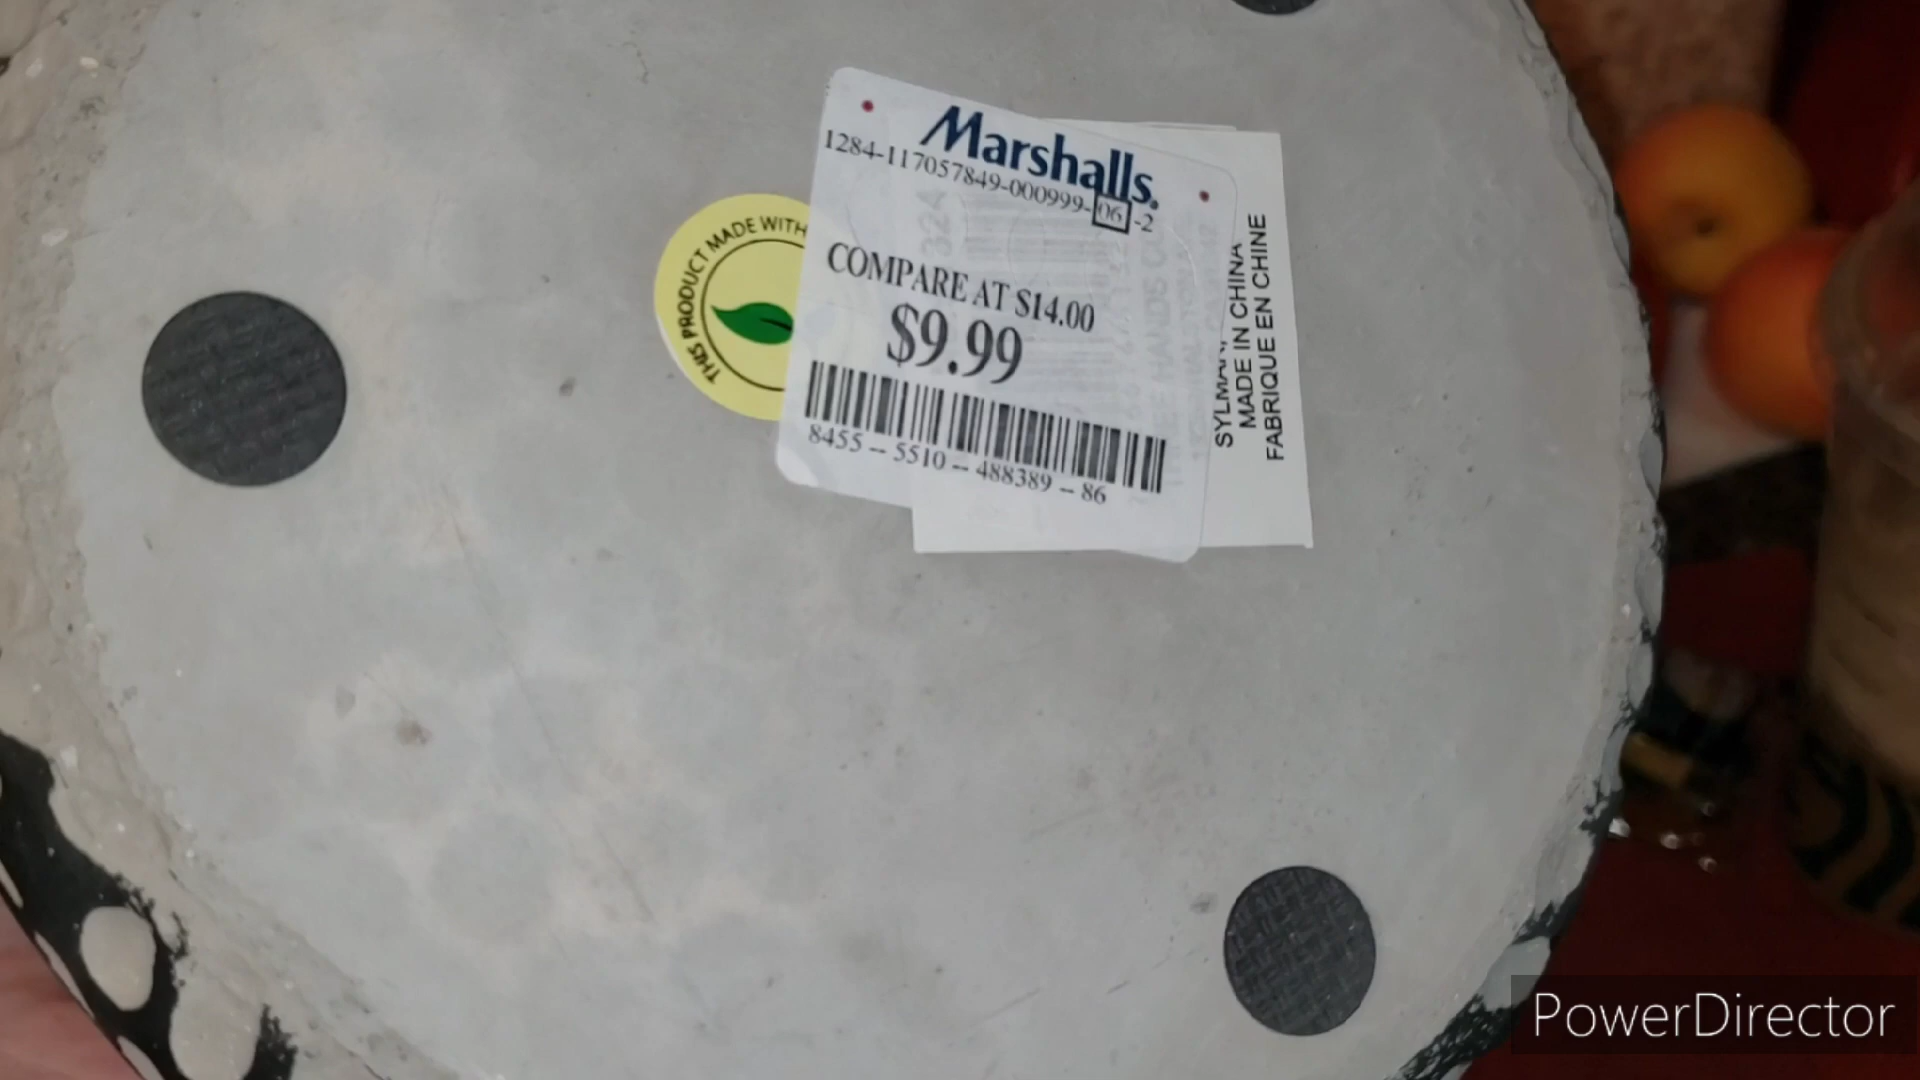 Marshalls.
1284-117057849-000999-06-2
COMPARE AT $14.00
$9.99
8455 -- 5510 -- 488389 -- 86
THIS PRODUCT MADE WITH
MADE IN CHINA
FABRIQUE EN CHINE
PowerDirector